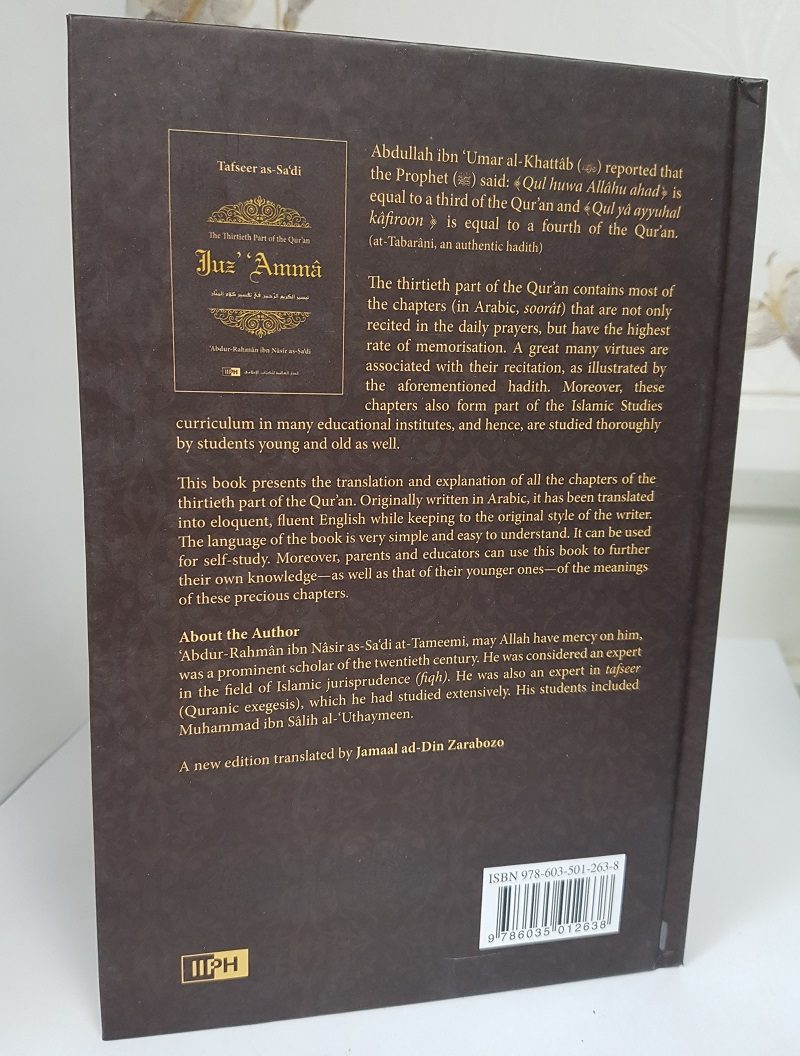 Tafseer as-Sa'di
The Thirtieth Part of the Qur'an
Juz' 'Ammâ
تيسير الكريم الرحمن في تفسير كلام المنان
'Abdur-Rahmân ibn Nâsir as-Sa'di
IIPH
الدار العالمية للكتاب الإسلامي
Abdullah ibn 'Umar al-Khattâb (﵄) reported that
the Prophet (ﷺ) said: ﴾Qul huwa Allâhu ahad﴿ is
equal to a third of the Qur'an and ﴾Qul yâ ayyuhal
kâfiroon﴿ is equal to a fourth of the Qur'an.
(at-Tabarâni, an authentic hadith)
The thirtieth part of the Qur'an contains most of
the chapters (in Arabic, soorât) that are not only
recited in the daily prayers, but have the highest
rate of memorisation. A great many virtues are
associated with their recitation, as illustrated by
the aforementioned hadith. Moreover, these
chapters also form part of the Islamic Studies
curriculum in many educational institutes, and hence, are studied thoroughly
by students young and old as well.
This book presents the translation and explanation of all the chapters of the
thirtieth part of the Qur'an. Originally written in Arabic, it has been translated
into eloquent, fluent English while keeping to the original style of the writer.
The language of the book is very simple and easy to understand. It can be used
for self-study. Moreover, parents and educators can use this book to further
their own knowledge—as well as that of their younger ones—of the meanings
of these precious chapters.
About the Author
'Abdur-Rahmân ibn Nâsir as-Sa'di at-Tameemi, may Allah have mercy on him,
was a prominent scholar of the twentieth century. He was considered an expert
in the field of Islamic jurisprudence (fiqh). He was also an expert in tafseer
(Quranic exegesis), which he had studied extensively. His students included
Muhammad ibn Sâlih al-'Uthaymeen.
A new edition translated by Jamaal ad-Din Zarabozo
ISBN 978-603-501-263-8
9 786035 012638
IIPH